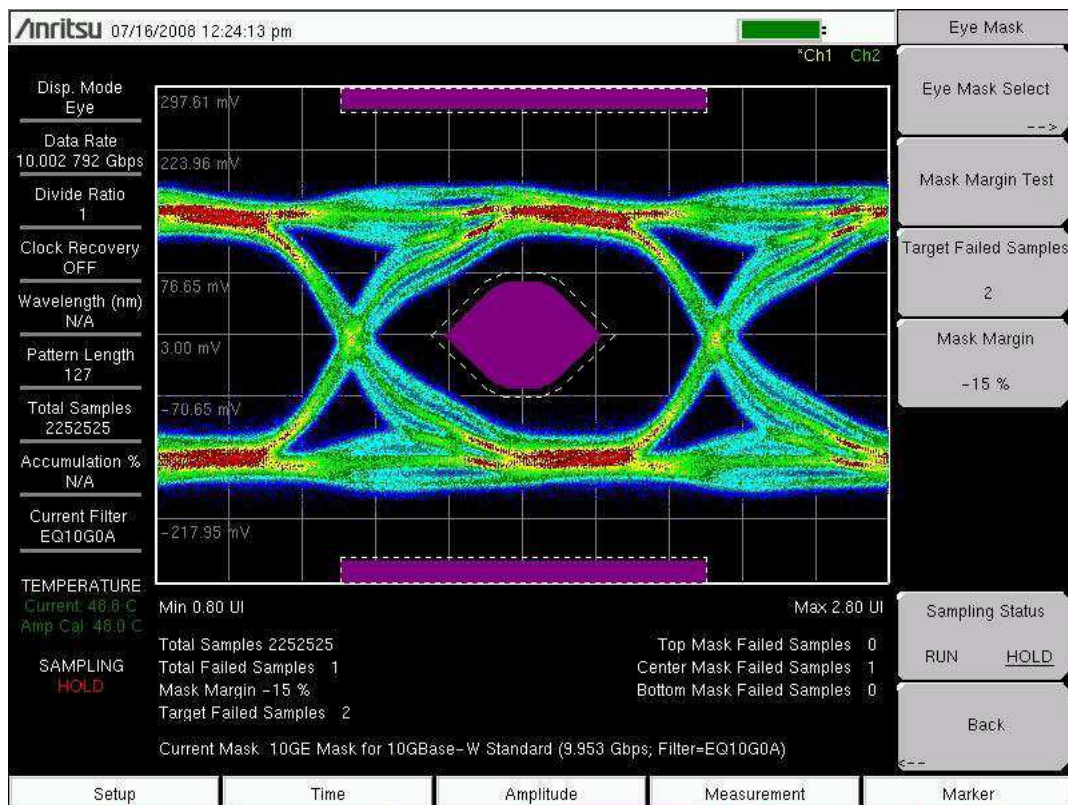 Anritsu 07/16/2008 12:24:13 pm
*Ch1 Ch2
Disp. Mode
Eye
Data Rate
10.002 792 Gbps
Divide Ratio
1
Clock Recovery
OFF
Wavelength (nm)
N/A
Pattern Length
127
Total Samples
2252525
Accumulation %
N/A
Current Filter
EQ10G0A
TEMPERATURE
Current: 48.8 C
Amp Cal: 48.0 C
SAMPLING
HOLD
297.61 mV
223.96 mV
76.65 mV
3.00 mV
-70.65 mV
-217.95 mV
Min 0.80 UI
Max 2.80 UI
Total Samples 2252525
Total Failed Samples 1
Mask Margin -15 %
Target Failed Samples 2
Top Mask Failed Samples 0
Center Mask Failed Samples 1
Bottom Mask Failed Samples 0
Current Mask 10GE Mask for 10GBase-W Standard (9.953 Gbps; Filter=EQ10G0A)
Eye Mask
Eye Mask Select
-->
Mask Margin Test
Target Failed Samples
2
Mask Margin
-15 %
Sampling Status
RUN HOLD
Back
<--
Setup
Time
Amplitude
Measurement
Marker